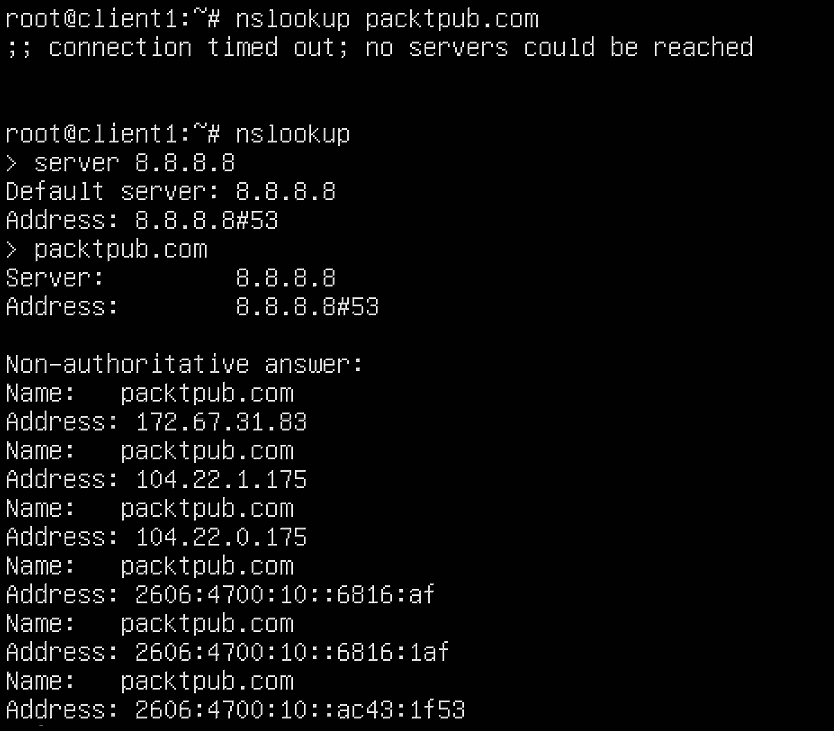 root@client1:~# nslookup packtpub.com
;; connection timed out; no servers could be reached
root@client1:~# nslookup
> server 8.8.8.8
Default server: 8.8.8.8
Address: 8.8.8.8#53
> packtpub.com
Server: 8.8.8.8
Address: 8.8.8.8#53
Non-authoritative answer:
Name: packtpub.com
Address: 172.67.31.83
Name: packtpub.com
Address: 104.22.1.175
Name: packtpub.com
Address: 104.22.0.175
Name: packtpub.com
Address: 2606:4700:10::6816:af
Name: packtpub.com
Address: 2606:4700:10::6816:1af
Name: packtpub.com
Address: 2606:4700:10::ac43:1f53